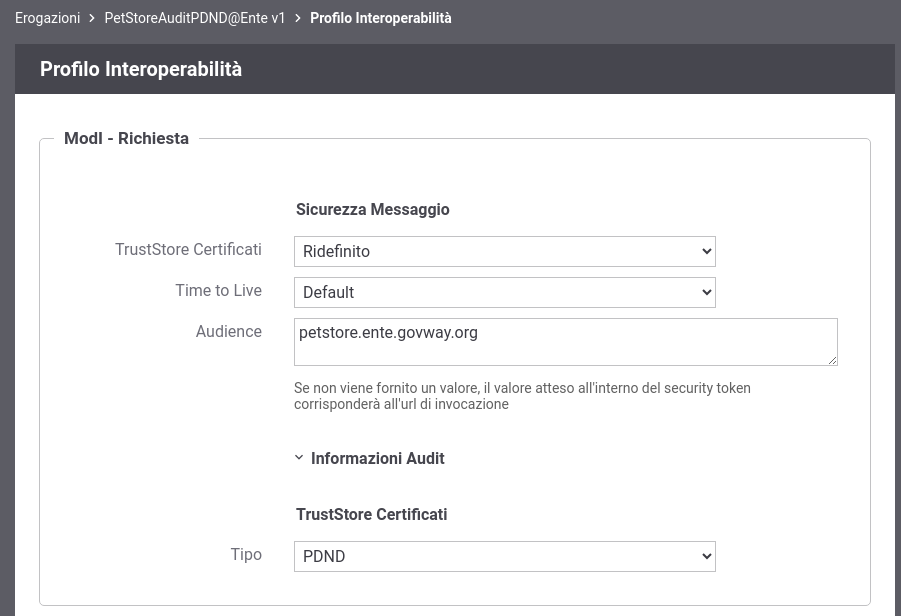 Erogazioni > PetStoreAuditPDND@Ente v1 > Profilo Interoperabilità
Profilo Interoperabilità
ModI - Richiesta
Sicurezza Messaggio
TrustStore Certificati Ridefinito
Time to Live Default
Audience petstore.ente.govway.org
Se non viene fornito un valore, il valore atteso all'interno del security token
corrisponderà all'url di invocazione
Informazioni Audit
TrustStore Certificati
Tipo PDND